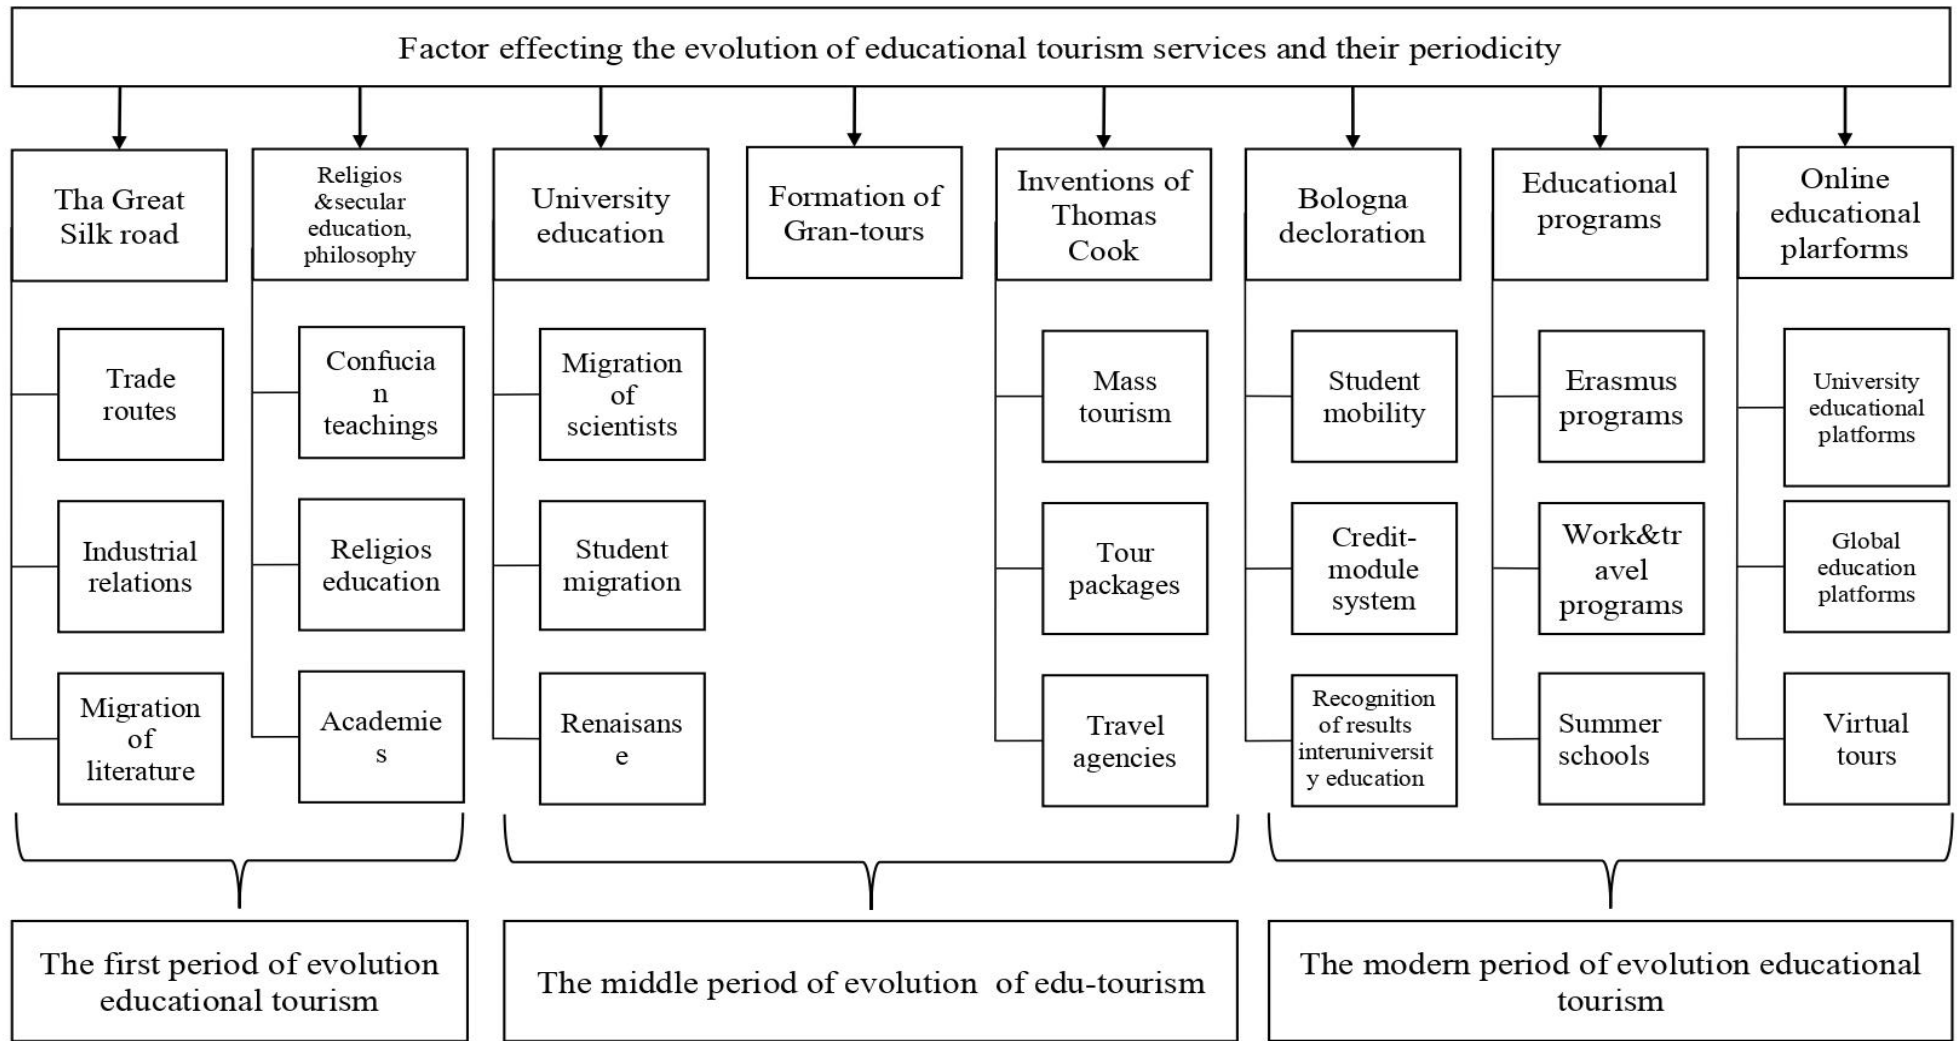 Factor effecting the evolution of educational tourism services and their periodicity
Tha Great
Silk road
Religios
&secular
education,
philosophy
University
education
Formation of
Gran-tours
Inventions of
Thomas
Cook
Bologna
decloration
Educational
programs
Online
educational
plarforms
Trade
routes
Confucia
n
teachings
Migration
of
scientists
Mass
tourism
Student
mobility
Erasmus
programs
University
educational
platforms
Industrial
relations
Religios
education
Student
migration
Tour
packages
Credit-
module
system
Work&tr
avel
programs
Global
education
platforms
Migration
of
literature
Academie
s
Renaisans
e
Travel
agencies
Recognition
of results
interuniversit
y education
Summer
schools
Virtual
tours
The first period of evolution
educational tourism
The middle period of evolution of edu-tourism
The modern period of evolution educational
tourism